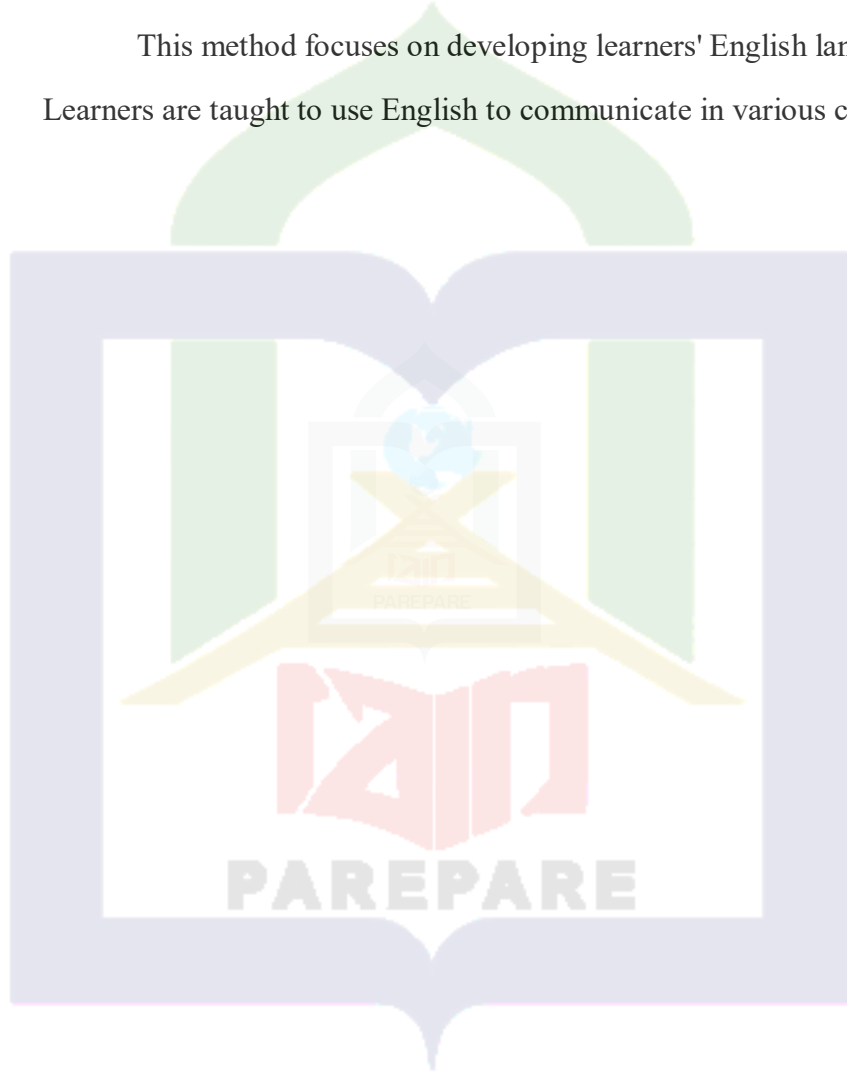 This method focuses on developing learners' English
Learners are taught to use English to communicate in various
PAREPARE
iain
PAREPARE